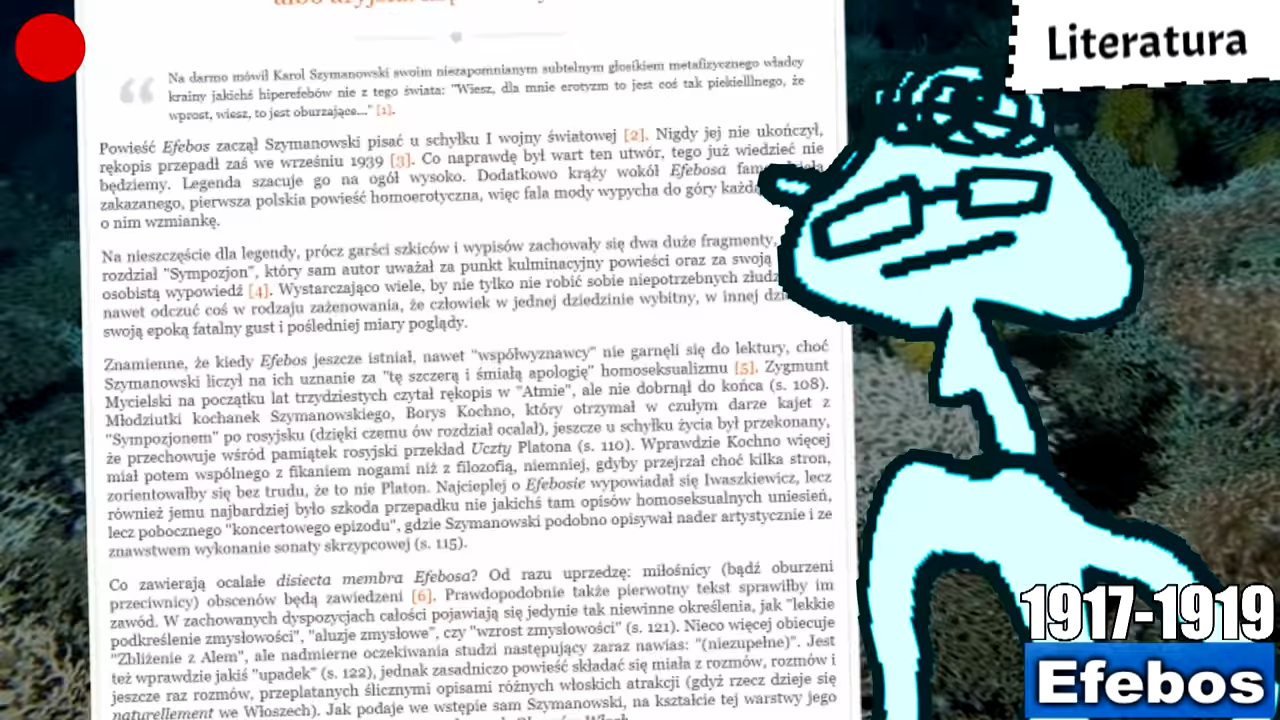 Literatura
Na darmo mówił Karol Szymanowski swoim niezapomnianym subtelnym głosikiem metafizycznego władcy
krainy jakichś hiperefebów nie z tego świata: "Wiesz, dla mnie erotyzm to jest coś tak piekielllnego, że
wprost, wiesz, to jest oburzające..." [1].
Powieść Efebos zaczął Szymanowski pisać u schyłku I wojny światowej [2]. Nigdy jej nie ukończył,
rękopis przepadł zaś we wrześniu 1939 [3]. Co naprawdę był wart ten utwór, tego już wiedzieć nie
będziemy. Legenda szacuje go na ogół wysoko. Dodatkowo krąży wokół Efebosa
zakazanego, pierwsza polska powieść homoerotyczna, więc fala mody wypycha do góry
o nim wzmiankę.
Na nieszczęście dla legendy, prócz garści szkiców i wypisów zachowały się dwa duże fragmenty,
rozdział "Sympozjon", który sam autor uważał za punkt kulminacyjny powieści oraz za swoją
osobistą wypowiedź [4]. Wystarczająco wiele, by nie tylko nie robić sobie niepotrzebnych
nawet odczuć coś w rodzaju zażenowania, że człowiek w jednej dziedzinie wybitny, w innej
swoją epoką fatalny gust i pośledniej miary poglądy.
Znamienne, że kiedy Efebos jeszcze istniał, nawet "współwyznawcy" nie garnęli się do lektury, choć
Szymanowski liczył na ich uznanie za "tę szczerą i śmiałą apologię" homoseksualizmu [5]. Zygmunt
Mycielski na początku lat trzydziestych czytał rękopis w "Atmie", ale nie dobrnął do końca (s. 108).
Młodziutki kochanek Szymanowskiego, Borys Kochno, który otrzymał w czułym darze kajet z
"Sympozjonem" po rosyjsku (dzięki czemu ów rozdział ocalał), jeszcze u schyłku życia był przekonany,
że przechowuje wśród pamiątek rosyjski przekład Uczty Platona (s. 110). Wprawdzie Kochno więcej
miał potem wspólnego z fikaniem nogami niż z filozofią, niemniej, gdyby przejrzał choć kilka stron,
zorientowałby się bez trudu, że to nie Platon. Najcieplej o Efebosie wypowiadał się Iwaszkiewicz, lecz
również jemu najbardziej było szkoda przepadku nie jakichś tam opisów homoseksualnych uniesień,
lecz pobocznego "koncertowego epizodu", gdzie Szymanowski podobno opisywał nader artystycznie i ze
znawstwem wykonanie sonaty skrzypcowej (s. 115).
Co zawierają ocalałe disiecta membra Efebosa? Od razu uprzedzę: miłośnicy (bądź oburzeni
przeciwnicy) obscenów będą zawiedzeni [6]. Prawdopodobnie także pierwotny tekst sprawiłby im
zawód. W zachowanych dyspozycjach całości pojawiają się jedynie tak niewinne określenia, jak "lekkie
podkreślenie zmysłowości", "aluzje zmysłowe", czy "wzrost zmysłowości" (s. 121). Nieco więcej obiecuje
"Zbliżenie z Alem", ale nadmierne oczekiwania studzi następujący zaraz nawias: "(niezupełne)". Jest
też wprawdzie jakiś "upadek" (s. 122), jednak zasadniczo powieść składać się miała z rozmów, rozmów i
jeszcze raz rozmów, przeplatanych ślicznymi opisami różnych włoskich atrakcji (gdyż rzecz dzieje się
naturellement we Włoszech). Jak podaje we wstępie sam Szymanowski, na kształcie tej warstwy jego
1917-1919
Efebos